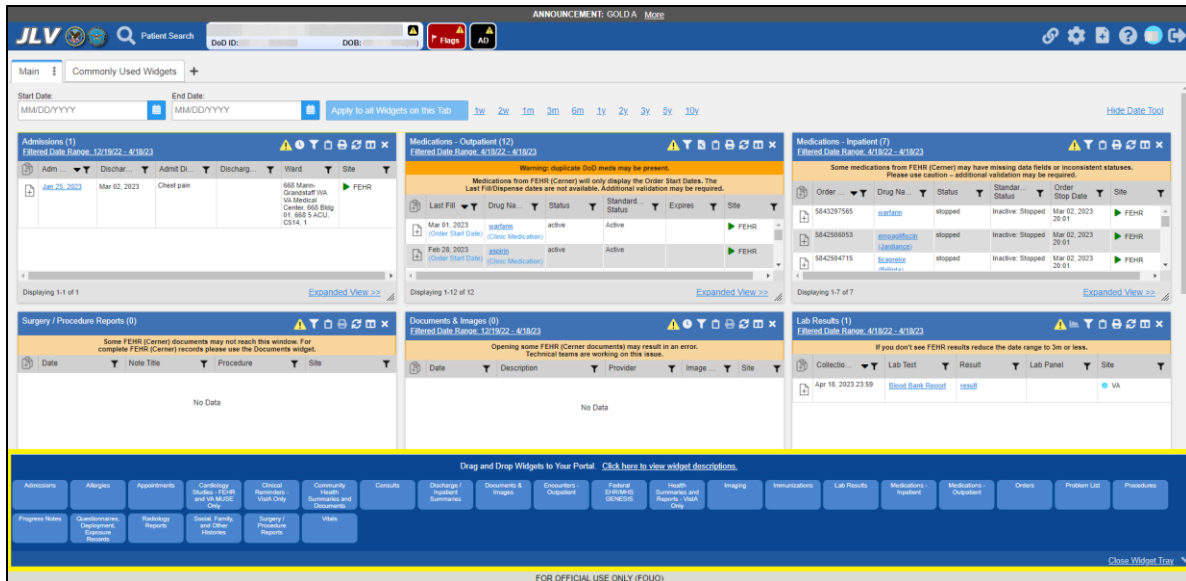 ANNOUNCEMENT: GOLD A More
JLV Patient Search
DoD ID: DOB:
Flags AD
Main Commonly Used Widgets +
Start Date: End Date:
MM/DD/YYYY MM/DD/YYYY Apply to all Widgets on this Tab 1w 2w 1m 3m 6m 1y 2y 3y 5y 10y Hide Date Tool
Admissions (1)
Filtered Date Range: 12/19/22 - 4/18/23
Adm ... Dischar... Admit Di... Discharg... Ward Site
Jan 25, 2023 Mar 02, 2023 Chest pain 668 Mann-
Grandstaff WA
VA Medical
Center, 668 Bldg
01, 668 5 ACU,
C514, 1
FEHR
Displaying 1-1 of 1 Expanded View >>
Medications - Outpatient (12)
Filtered Date Range: 4/18/22 - 4/18/23
Warning: duplicate DoD meds may be present.
Medications from FEHR (Cerner) will only display the Order Start Dates. The
Last Fill/Dispense dates are not available. Additional validation may be required.
Last Fill Drug Na... Status Standard... Status Expires Site
Mar 01, 2023 warfarin active Active FEHR
(Order Start Date) (Clinic Medication)
Feb 28, 2023 aspirin active Active FEHR
(Order Start Date) (Clinic Medication)
Displaying 1-12 of 12 Expanded View >>
Medications - Inpatient (7)
Filtered Date Range: 4/18/22 - 4/18/23
Some medications from FEHR (Cerner) may have missing data fields or inconsistent statuses.
Please use caution – additional validation may be required.
Order ... Drug Na... Status Standar... Status Order Stop Date Site
5843297565 warfarin stopped Inactive: Stopped Mar 02, 2023 20:01 FEHR
5842506053 empagliflozin (Jardiance) stopped Inactive: Stopped Mar 02, 2023 20:01 FEHR
5842504715 ticagrelor (Brilinta) stopped Inactive: Stopped Mar 02, 2023 20:01 FEHR
Displaying 1-7 of 7 Expanded View >>
Surgery / Procedure Reports (0)
Some FEHR (Cerner) documents may not reach this window. For
complete FEHR (Cerner) records please use the Documents widget.
Date Note Title Procedure Site
No Data
Documents & Images (0)
Filtered Date Range: 12/19/22 - 4/18/23
Opening some FEHR (Cerner documents) may result in an error.
Technical teams are working on this issue.
Date Description Provider Image ... Site
No Data
Lab Results (1)
Filtered Date Range: 4/18/22 - 4/18/23
If you don't see FEHR results reduce the date range to 3m or less.
Collectio... Lab Test Result Lab Panel Site
Apr 18, 2023 23:59 Blood Bank Report result VA
Drag and Drop Widgets to Your Portal. Click here to view widget descriptions.
Admissions
Allergies
Appointments
Cardiology Studies - FEHR and VA MUSE Only
Clinical Reminders - VistA Only
Community Health Summaries and Documents
Consults
Discharge / Inpatient Summaries
Documents & Images
Encounters - Outpatient
Federal EHR/MHS GENESIS
Health Summaries and Reports - VistA Only
Imaging
Immunizations
Lab Results
Medications - Inpatient
Medications - Outpatient
Orders
Problem List
Procedures
Progress Notes
Questionnaires, Deployment, Exposure Records
Radiology Reports
Social, Family, and Other Histories
Surgery / Procedure Reports
Vitals
Close Widget Tray
FOR OFFICIAL USE ONLY (FOUO)